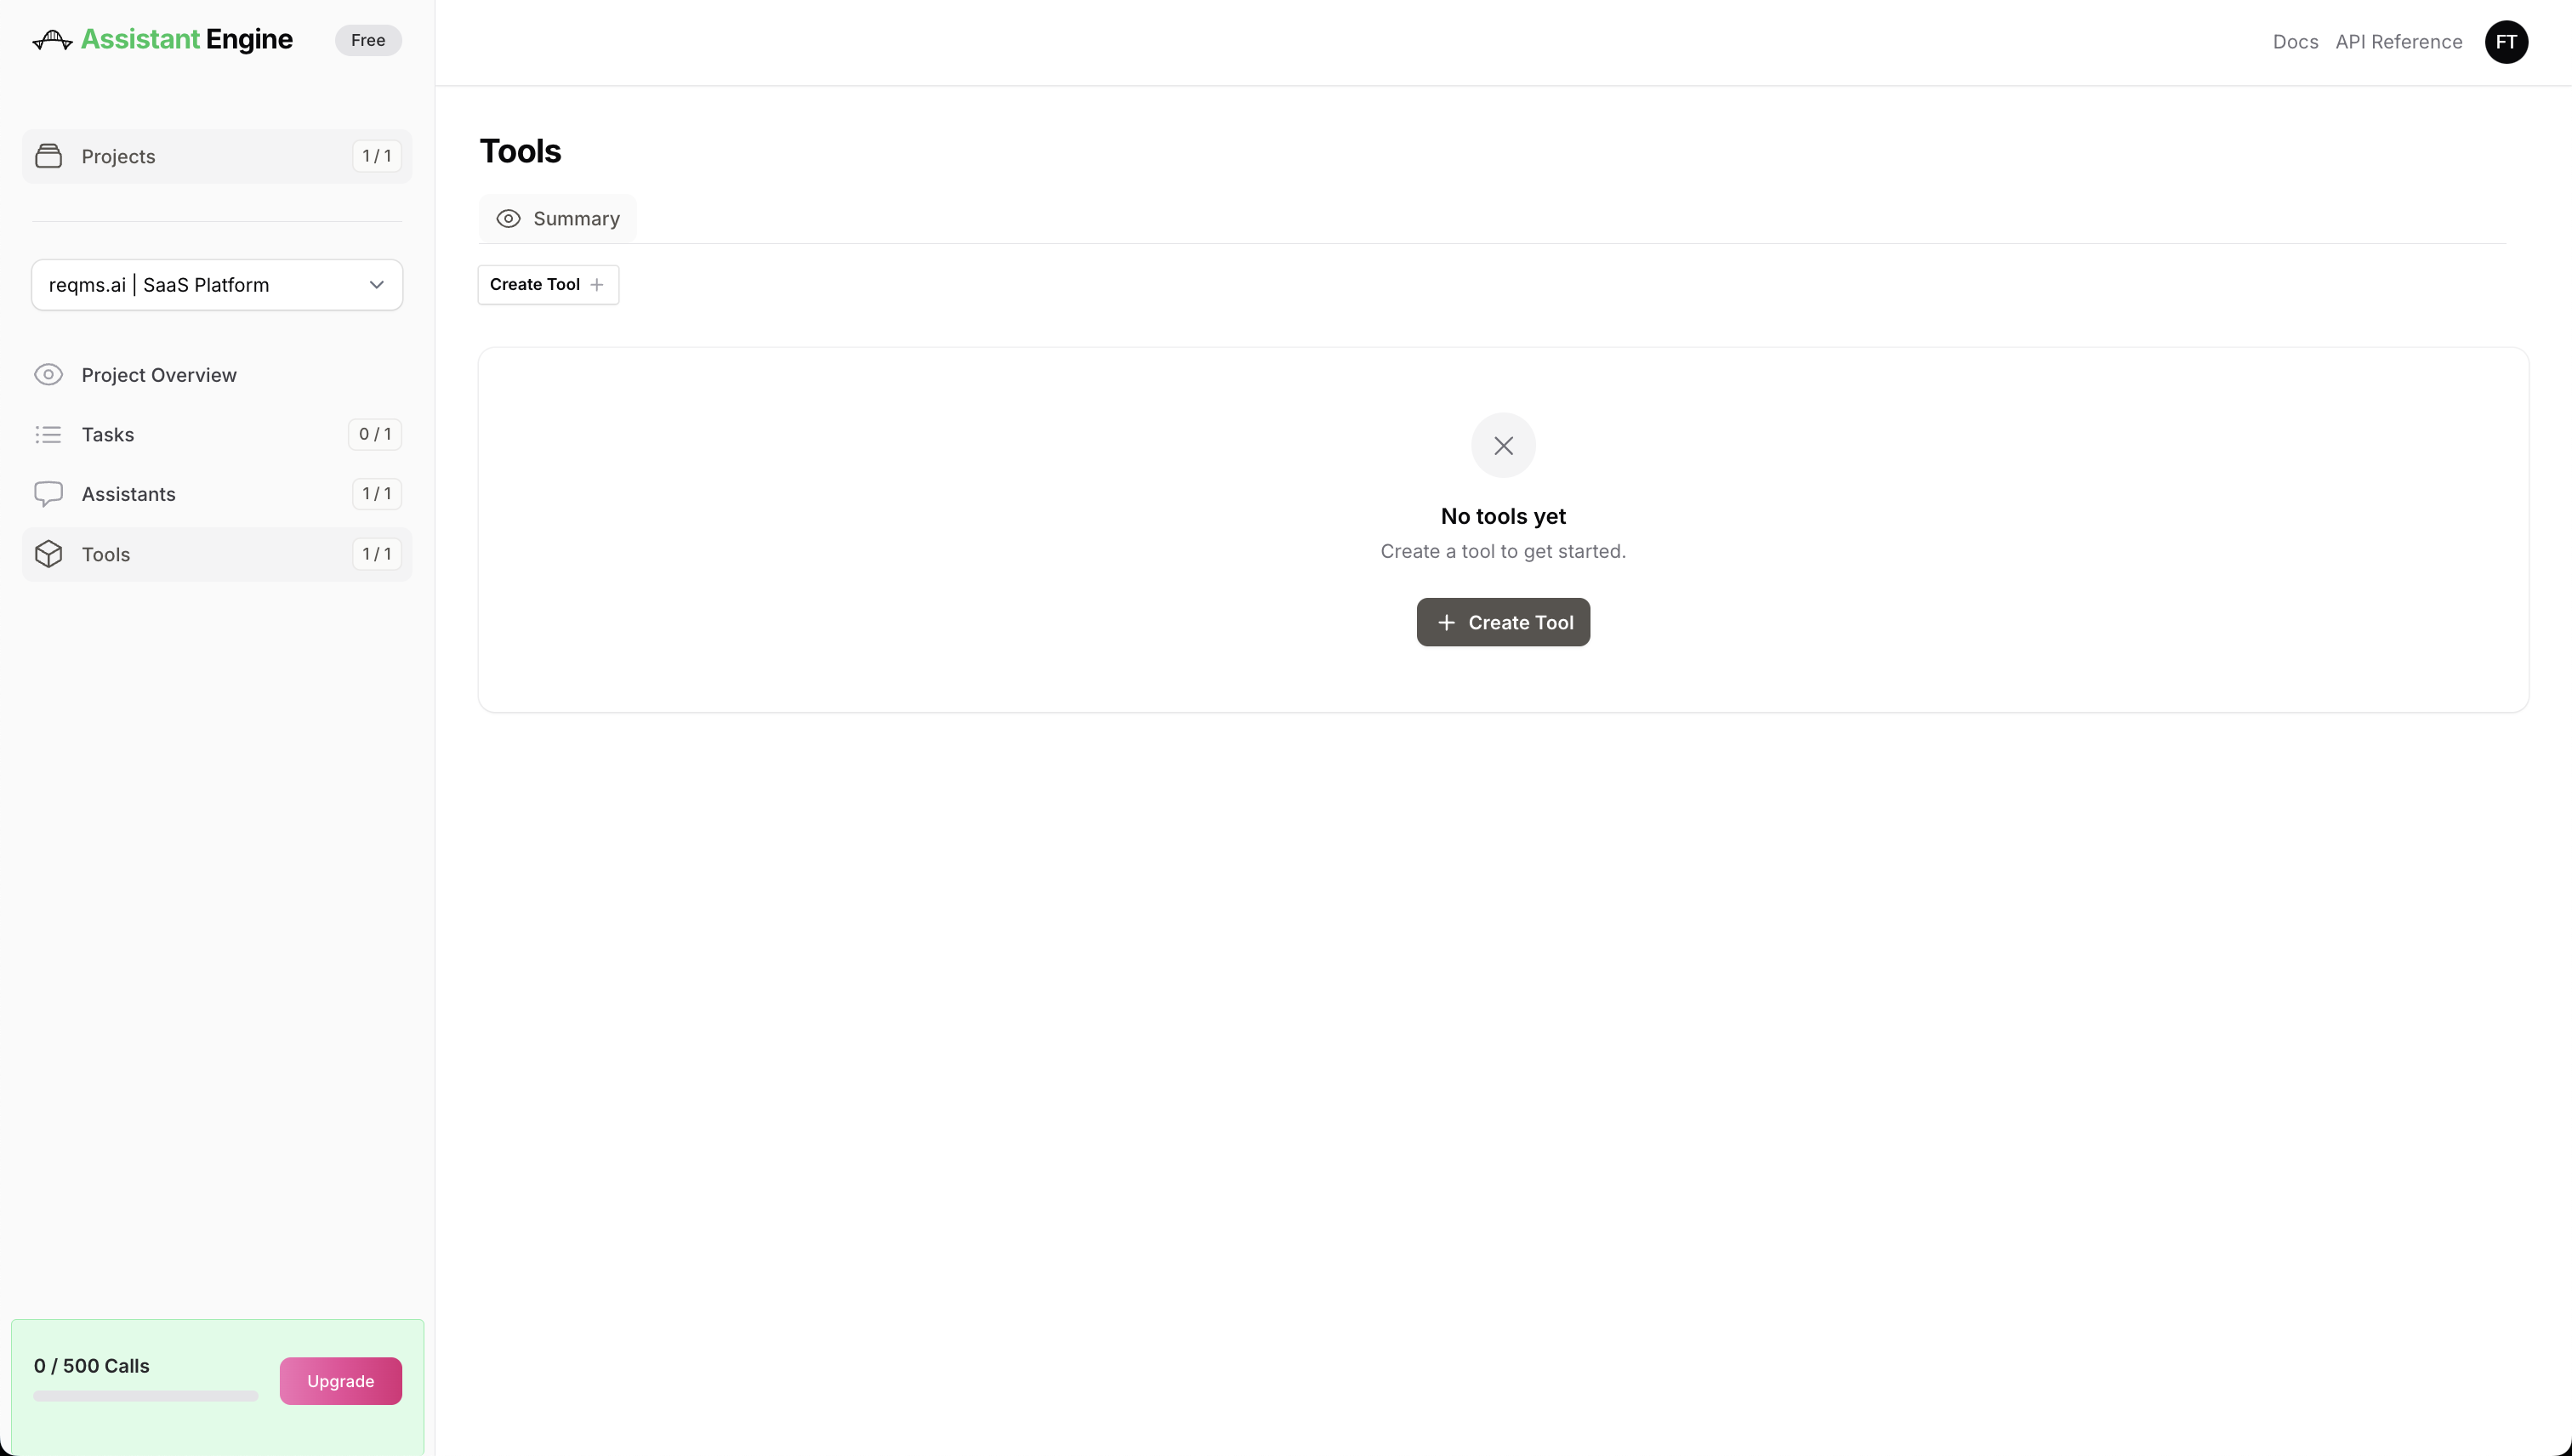 Assistant Engine
Free
Docs
API Reference
FT
Projects
1 / 1
reqms.ai | SaaS Platform
Project Overview
Tasks
0 / 1
Assistants
1 / 1
Tools
1 / 1
0 / 500 Calls
Upgrade
Tools
Summary
Create Tool +
No tools yet
Create a tool to get started.
+ Create Tool